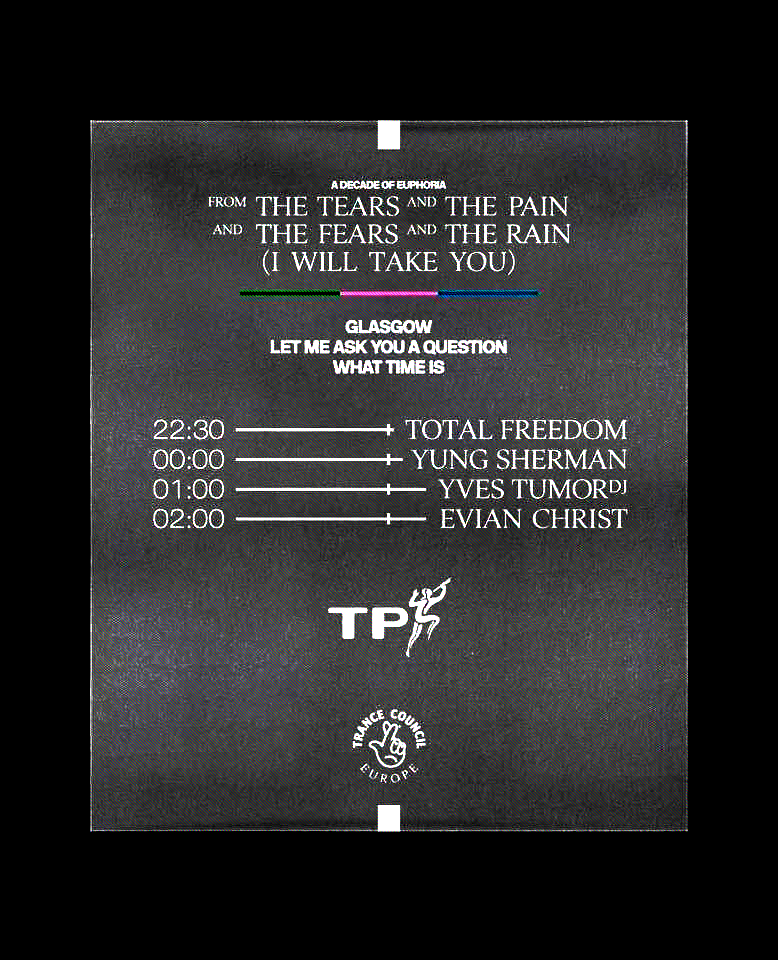 A DECADE OF EUPHORIA
FROM THE TEARS AND THE PAIN
AND THE FEARS AND THE RAIN
(I WILL TAKE YOU)
GLASGOW
LET ME ASK YOU A QUESTION
WHAT TIME IS
22:30 TOTAL FREEDOM
00:00 YUNG SHERMAN
01:00 YVES TUMOR DJ
02:00 EVIAN CHRIST
TP
TRANCE COUNCIL
EUROPE